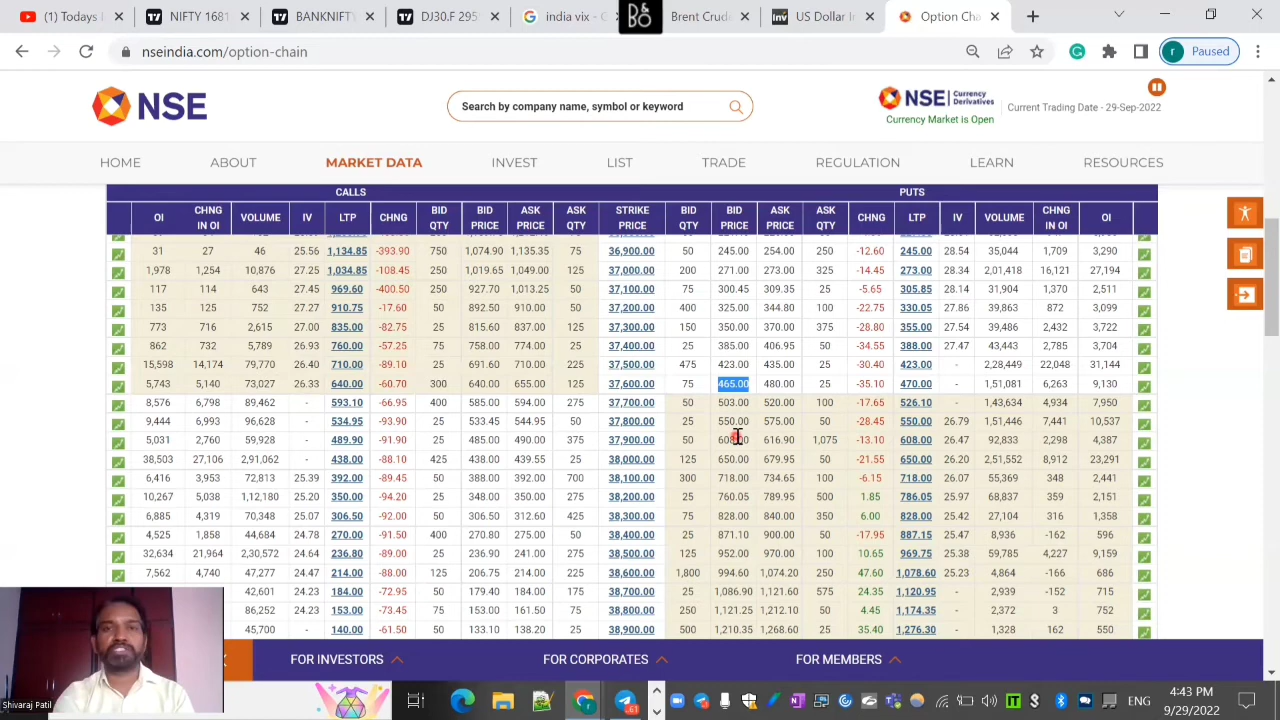 Shivaraj (T
NIFTY 1681
BANKNIFTY
DJ30.F 295
india vix - G
B&O
Brent Crud
Inv
US Dollar In
Option Cha
nseindia.com/option-chain
r Paused
NSE
Search by company name, symbol or keyword
NSE | Currency Derivatives
Currency Market is Open
Current Trading Date - 29-Sep-2022
HOME ABOUT MARKET DATA INVEST LIST TRADE REGULATION LEARN RESOURCES
CALLS PUTS
OI CHNG IN OI VOLUME IV LTP CHNG BID QTY BID PRICE ASK PRICE ASK QTY STRIKE PRICE BID QTY BID PRICE ASK PRICE ASK QTY CHNG LTP IV VOLUME CHNG IN OI OI
31 27 46 25.56 1,134.85 -393.90 750 1,074.90 1,135.35 75 36,900.00 50 245.00 254.00 250 -12.60 245.00 28.54 35,044 1,709 3,290
1,978 1,254 10,876 27.25 1,034.85 -108.45 250 1,019.65 1,049.00 125 37,000.00 200 271.00 273.00 325 -14.45 273.00 28.34 2,01,418 16,121 27,194
117 114 643 27.45 969.60 -400.50 250 927.70 1,013.25 25 37,100.00 75 300.45 309.35 25 -5.65 305.85 28.14 31,904 1,370 2,511
135 125 752 27.27 910.75 -17.60 50 892.50 910.00 50 37,200.00 400 325.00 344.80 100 -22.75 330.05 27.86 39,863 872 3,099
773 716 2,615 27.00 835.00 -82.75 25 815.60 837.00 125 37,300.00 150 350.00 370.00 375 -28.80 355.00 27.54 39,486 2,432 3,722
862 732 5,789 26.93 760.00 -57.25 75 758.00 774.00 25 37,400.00 25 385.00 406.95 50 -34.55 388.00 27.47 43,443 2,785 3,704
15,598 14,174 79,770 26.40 710.00 -89.10 25 691.60 710.00 25 37,500.00 475 423.00 435.00 25 -30.40 423.00 - 2,28,449 22,048 31,144
5,743 5,140 73,027 26.33 640.00 -60.70 300 640.00 655.00 125 37,600.00 75 465.00 480.00 25 -35.10 470.00 - 1,51,081 6,263 9,130
8,576 6,798 89,462 - 593.10 -66.95 400 585.00 594.00 275 37,700.00 50 503.00 520.00 100 -17.65 526.10 - 1,43,634 4,934 7,950
9,444 6,990 96,628 - 534.95 -93.90 25 533.45 544.95 50 37,800.00 25 550.00 575.00 50 -28.45 550.00 26.79 1,51,446 7,441 10,537
5,031 2,760 59,928 - 489.90 -91.90 25 485.00 490.00 375 37,900.00 50 608.00 616.90 1,075 -13.10 608.00 26.47 92,833 2,298 4,387
38,503 27,106 2,91,062 - 438.00 -88.10 425 438.00 439.55 25 38,000.00 125 650.00 679.95 50 -21.55 650.00 26.20 2,51,552 8,912 23,291
6,416 3,953 72,813 25.39 392.00 -89.45 50 388.00 392.00 700 38,100.00 300 718.00 734.65 100 -6.15 718.00 26.07 55,369 348 2,441
10,267 5,038 1,12,180 25.20 350.00 -94.20 25 348.00 350.00 275 38,200.00 25 760.05 789.95 500 1.85 786.05 25.97 68,837 359 2,151
6,885 4,319 70,348 25.07 306.50 -92.00 50 306.50 312.60 425 38,300.00 75 828.00 840.00 350 6.00 828.00 25.42 27,104 316 1,358
4,525 1,858 44,684 24.78 270.00 -91.50 400 270.80 275.00 50 38,400.00 25 871.10 900.00 50 -17.95 887.15 25.47 8,936 -162 596
32,634 21,964 2,30,572 24.64 236.80 -89.00 25 236.90 241.00 275 38,500.00 125 952.00 970.00 100 10.65 969.75 25.38 59,785 4,227 9,159
7,562 4,740 47,277 24.47 214.00 -88.00 125 206.75 214.00 225 38,600.00 1,800 994.60 1,074.20 250 47.60 1,078.60 25.23 4,864 -166 686
42,601 24.23 184.00 -72.95 50 179.40 184.00 175 38,700.00 25 1,086.90 1,121.60 575 24.35 1,120.95 - 2,939 -152 715
86,252 24.23 153.00 -73.45 75 153.00 161.50 75 38,800.00 250 1,121.25 1,212.10 50 4.45 1,174.35 - 2,372 3 752
45,700 - 140.00 -61.50 50 133.10 138.20 25 38,900.00 500 1,210.35 1,268.60 25 35.40 1,276.30 - 1,328 162 550
FOR INVESTORS FOR CORPORATES FOR MEMBERS
Shivaraj Patil
ENG
4:43 PM
9/29/2022